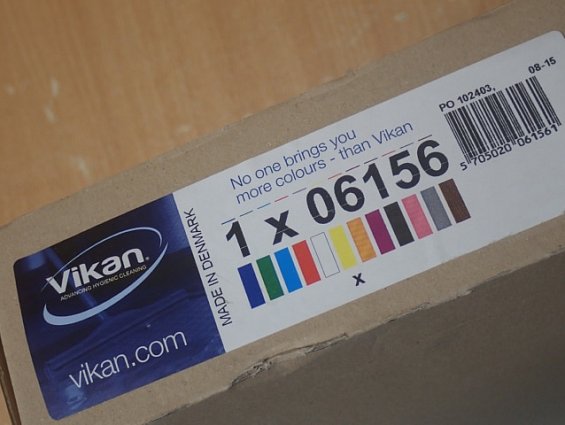 Vikan®
ADVANCING HYGIENIC CLEANING
vikan.com
MADE IN DENMARK
No one brings you
more colours - than Vikan
1 x 06156
x
PO 102403,
08-15
5 705020 061561